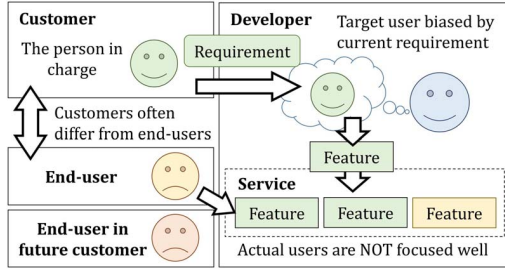 Customer
The person in
charge
Requirement
Developer
Target user biased by
current requirement
Customers often
differ from end-users
Feature
End-user
Service
Feature
Feature
Feature
End-user in
future customer
Actual users are NOT focused well